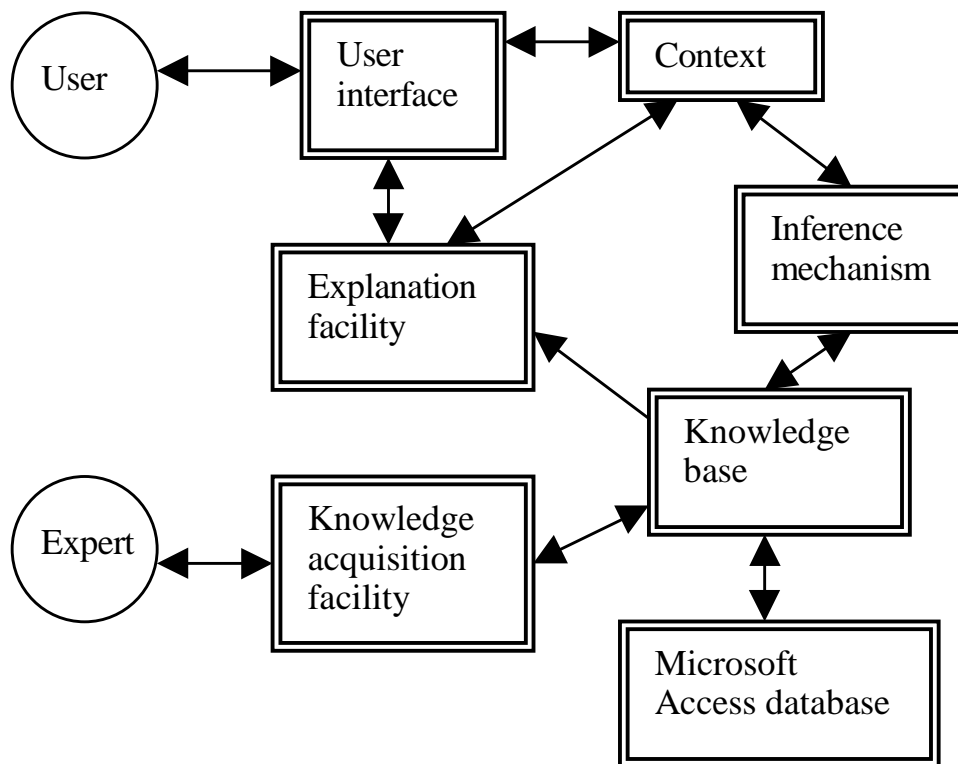 User
User
interface
Context
Inference
mechanism
Explanation
facility
Knowledge
base
Expert
Knowledge
acquisition
facility
Microsoft
Access database